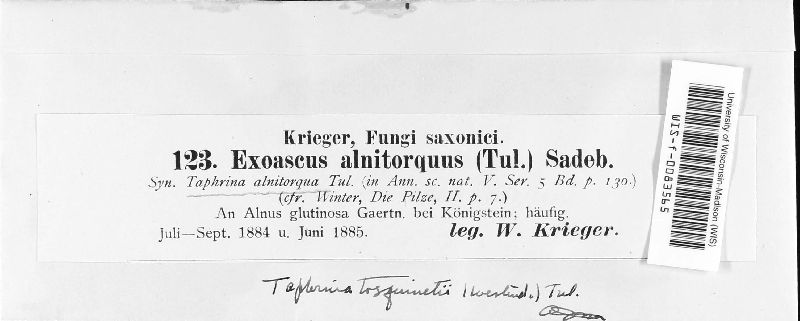 Krieger, Fungi saxonici.
123. Exoascus alnitorquus (Tul.) Sadeb.
Syn. Taphrina alnitorqua Tul. (in Ann. sc. nat. V. Ser. 5 Bd. p. 130.)
(cfr. Winter, Die Pilze, II. p. 7.)
An Alnus glutinosa Gaertn. bei Königstein; häufig.
Juli—Sept. 1884 u. Juni 1885. leg. W. Krieger.
Taphrina tosquinetii (Westend.) Tul.
University of Wisconsin-Madison (WIS)
WIS-f-0083565